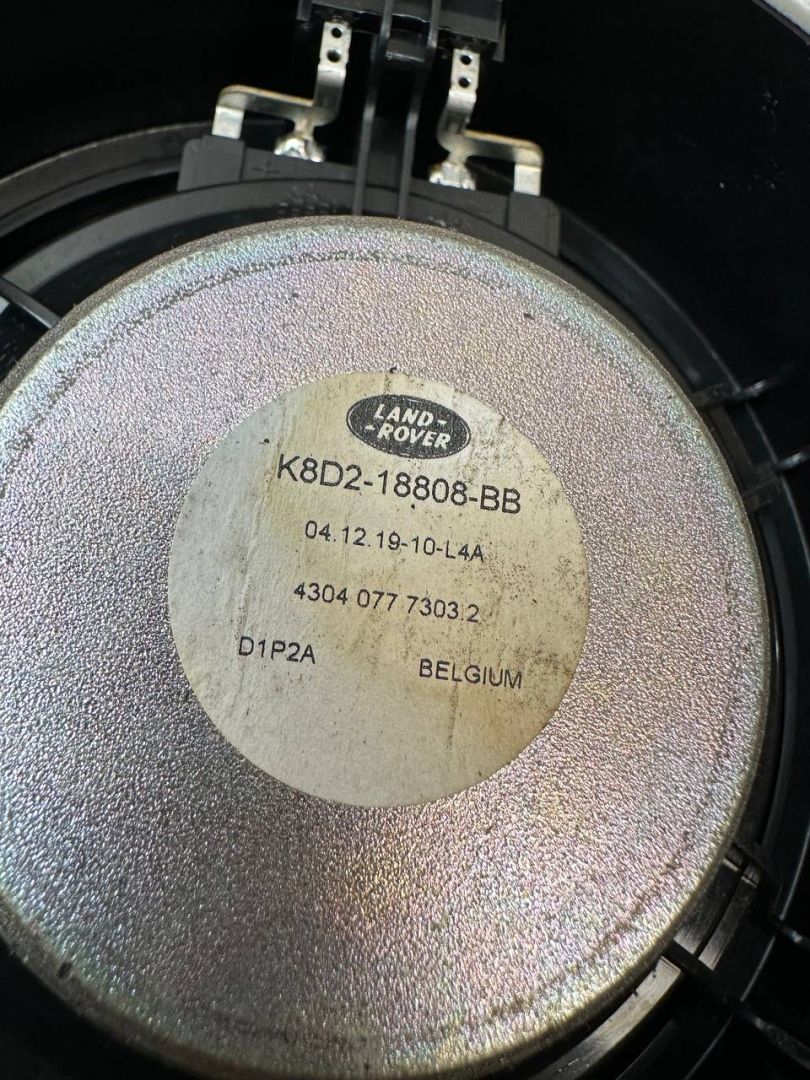 LAND-
-ROVER
K8D2-18808-BB
04.12.19-10-L4A
4304 077 7303.2
D1P2A BELGIUM